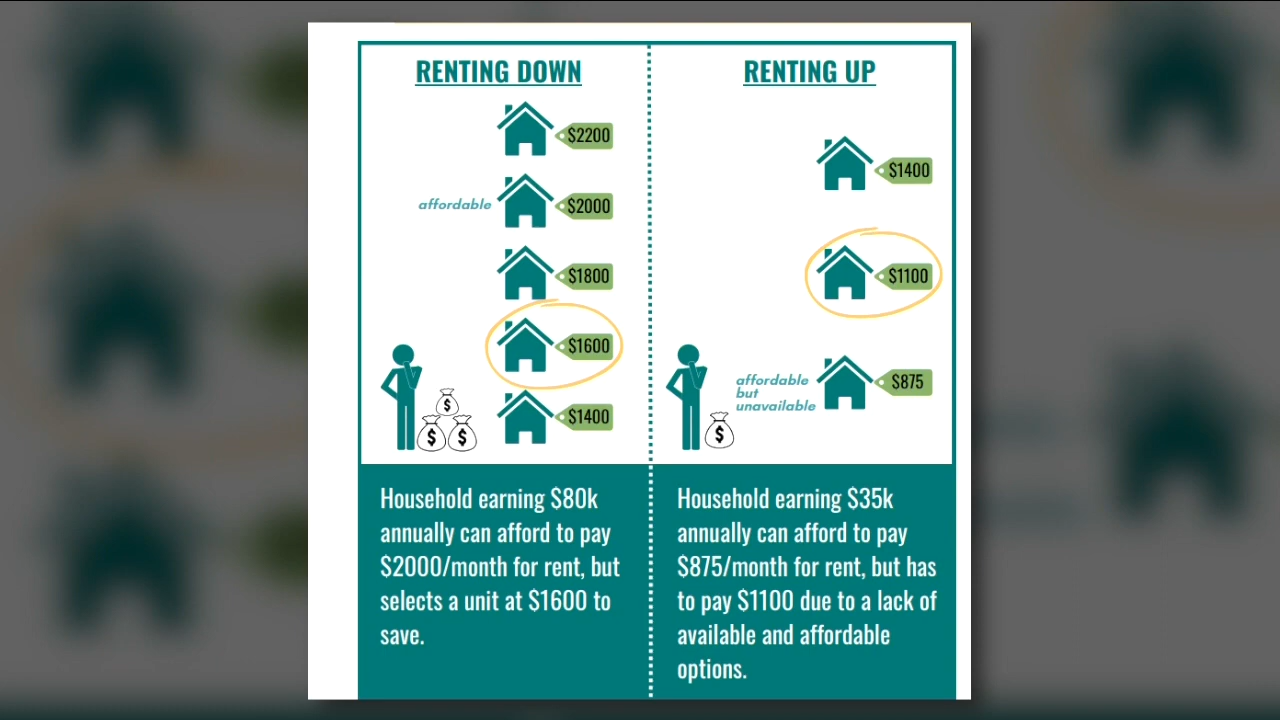 RENTING DOWN
$2200
affordable
$2000
$1800
$1600
$1400
$
$
$
Household earning $80k
annually can afford to pay
$2000/month for rent, but
selects a unit at $1600 to
save.
RENTING UP
$1400
$1100
affordable
but
unavailable
$875
$
Household earning $35k
annually can afford to pay
$875/month for rent, but has
to pay $1100 due to a lack of
available and affordable
options.